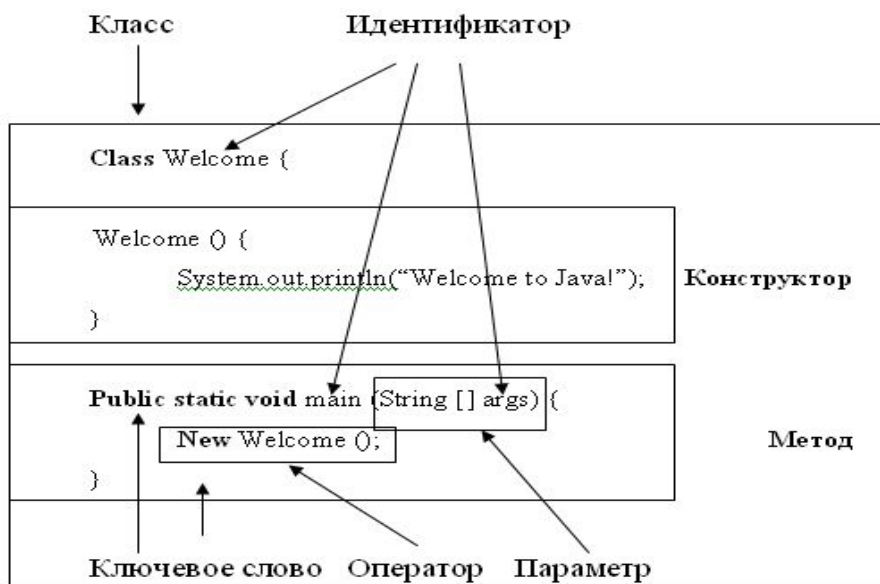 Класс Идентификатор
Class Welcome {
Welcome () {
System.out.println(“Welcome to Java!”);
Конструктор
}
Public static void main (String [] args) {
New Welcome ();
Метод
}
Ключевое слово Оператор Параметр